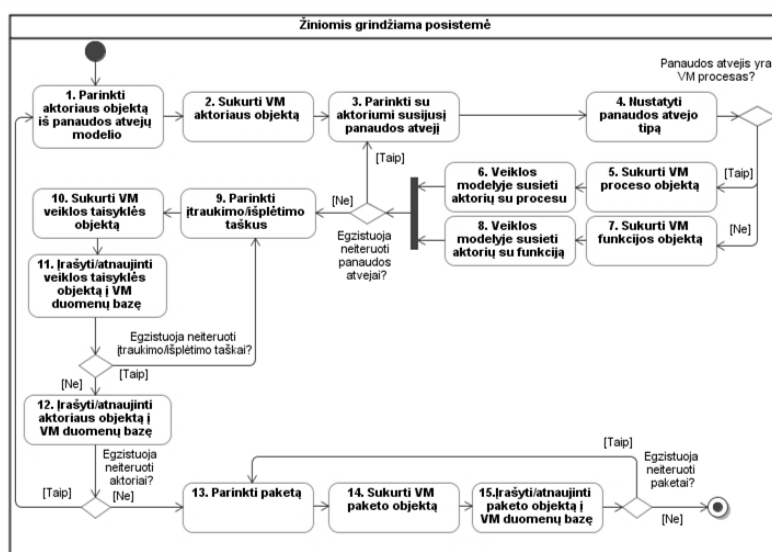 Žiniomis grindžiama posistemė
Panaudos atvejis yra
VM procesas?
1. Parinkti
aktoriaus objektą
iš panaudos atvejų
modelio
2. Sukurti VM
aktoriaus objektą
3. Parinkti su
aktoriumi susijusį
panaudos atvejį
4. Nustatyti
panaudos atvejo
tipą
[Taip]
[Taip]
10. Sukurti VM
veiklos taisyklės
objektą
9. Parinkti
įtraukimo/išplėtimo
taškus
[Ne]
6. Veiklos
modelyje susieti
aktorių su procesu
5. Sukurti VM
proceso objektą
[Ne]
Egzistuoja
neiteruoti
panaudos
atvejai?
8. Veiklos
modelyje susieti
aktorių su funkciją
7. Sukurti VM
funkcijos objektą
11. Įrašyti/atnaujinti
veiklos taisyklės
objektą į VM
duomenų bazę
Egzistuoja neiteruoti
įtraukimo/išplėtimo taškai?
[Ne]
[Taip]
12. Įrašyti/atnaujinti
aktoriaus objektą į
VM duomenų bazę
Egzistuoja
neiteruoti
aktoriai?
[Taip]
[Ne]
13. Parinkti paketą
14. Sukurti VM
paketo objektą
15.Įrašyti/atnaujinti
paketo objektą į
VM duomenų bazę
[Taip]
Egzistuoja
neiteruoti
paketai?
[Ne]